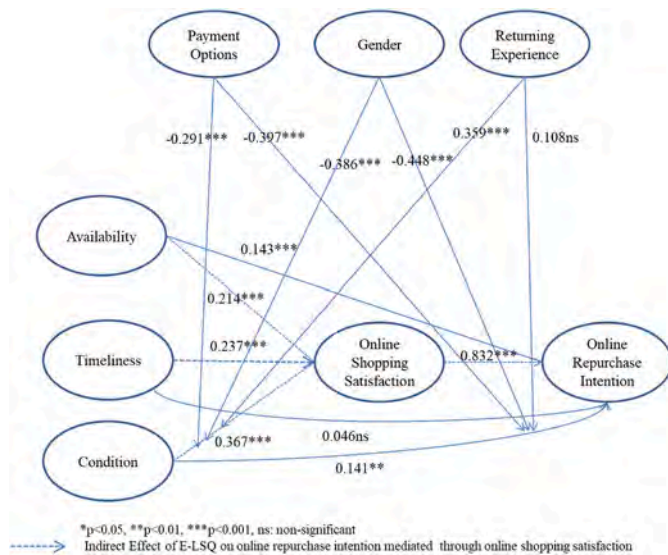 Payment
Options
Gender
Returning
Experience
-0.291***
-0.397***
-0.386***
-0.448***
0.359***
0.108ns
Availability
0.143***
0.214***
Timeliness
0.237***
Online
Shopping
Satisfaction
0.832***
Online
Repurchase
Intention
Condition
0.367***
0.046ns
0.141**
*p<0.05, **p<0.01, ***p<0.001, ns: non-significant
Indirect Effect of E-LSQ on online repurchase intention mediated through online shopping satisfaction